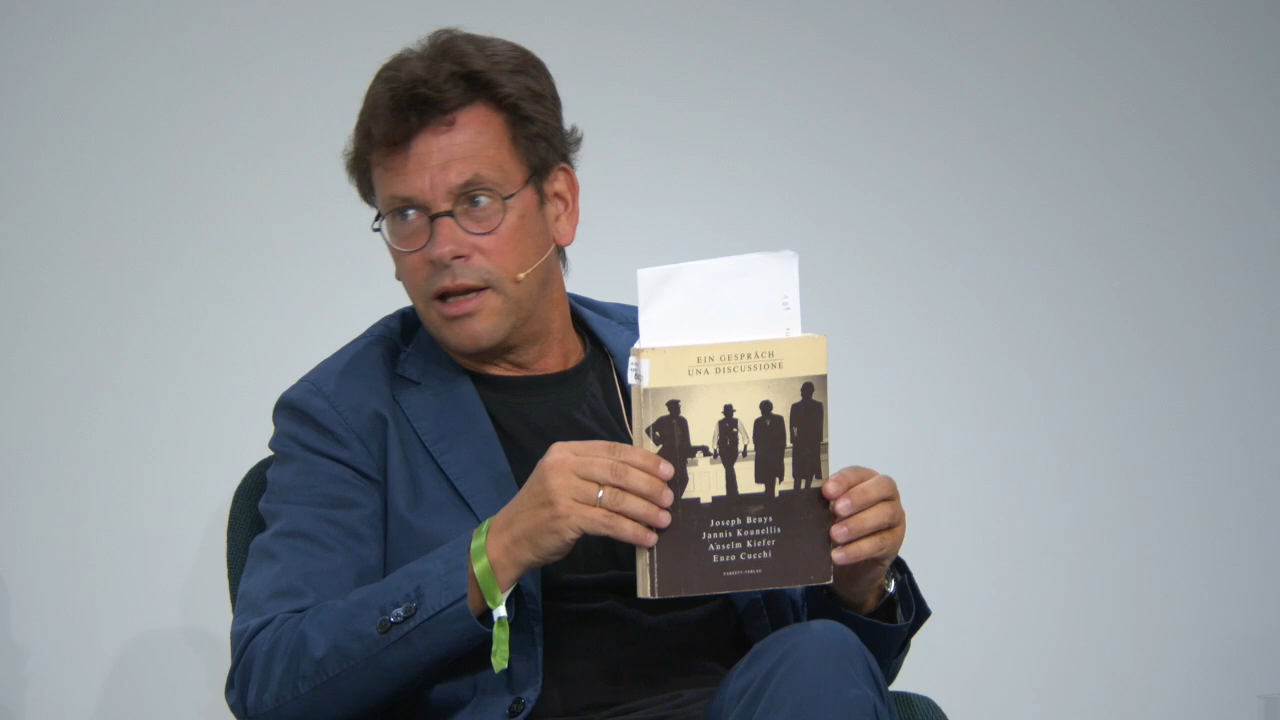 EIN GESPRÄCH
UNA DISCUSSIONE
Joseph Beuys
Jannis Kounellis
Anselm Kiefer
Enzo Cucchi
PARKETT-VERLAG